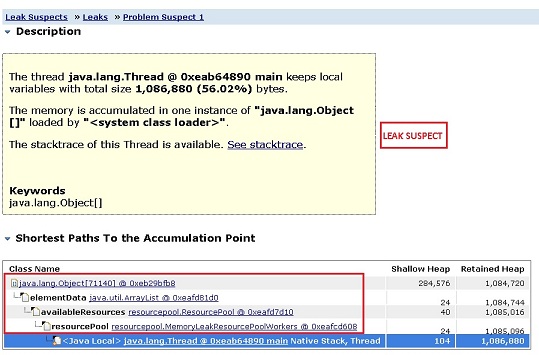 Leak Suspects » Leaks » Problem Suspect 1
Description
The thread java.lang.Thread @ 0xeab64890 main keeps local
variables with total size 1,086,880 (56.02%) bytes.
The memory is accumulated in one instance of "java.lang.Object
[]" loaded by "<system class loader>".
The stacktrace of this Thread is available. See stacktrace.
LEAK SUSPECT
Keywords
java.lang.Object[]
Shortest Paths To the Accumulation Point
Class Name Shallow Heap Retained Heap
java.lang.Object[71140] @ 0xeb29bfb8 284,576 1,084,720
elementData java.util.ArrayList @ 0xeafd81d0 24 1,084,744
availableResources resourcepool.ResourcePool @ 0xeafd7d10 40 1,085,016
resourcePool resourcepool.MemoryLeakResourcePoolWorkers @ 0xeafcd608 24 1,085,096
<Java Local> java.lang.Thread @ 0xeab64890 main Native Stack, Thread 104 1,086,880